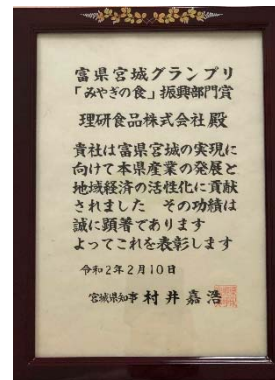 富県宮城グランプリ
「みやぎの食」振興部門賞
理研食品株式会社殿
貴社は富県宮城の実現に
向けて本県産業の発展と
地域経済の活性化に貢献
されました その功績は
誠に顕著であります
よってこれを表彰します
令和2年2月10日
宮城県知事 村井嘉浩